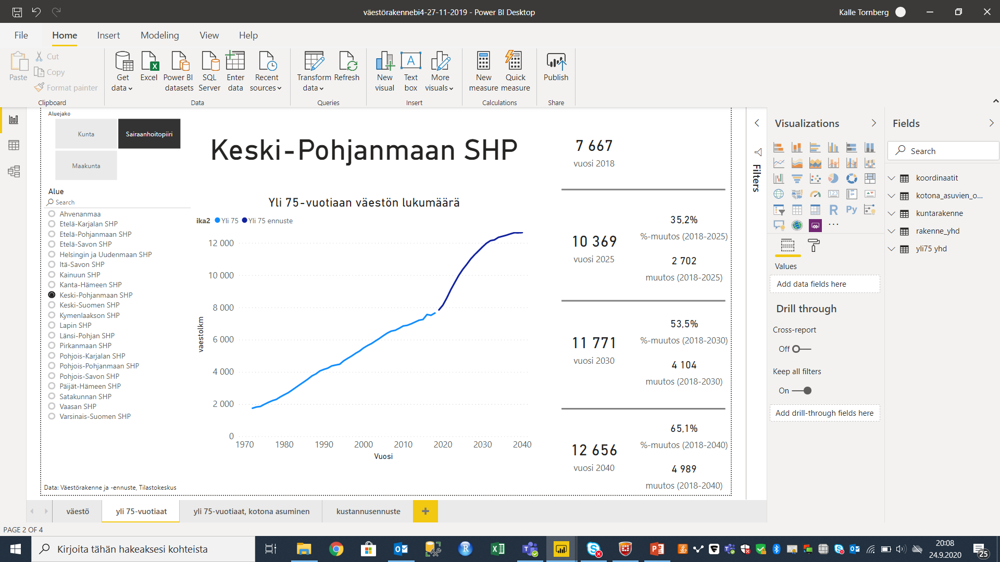 väestörakennebi4-27-11-2019 - Power BI Desktop
Kalle Tornberg
File
Home
Insert
Modeling
View
Help
Paste
Cut
Copy
Format painter
Clipboard
Get data
Excel
Power BI datasets
SQL Server
Enter data
Recent sources
Data
Transform data
Refresh
Queries
New visual
Text box
More visuals
Insert
New measure
Quick measure
Calculations
Publish
Share
Aluejako
Kunta
Sairaanhoitopiiri
Maakunta
Alue
Search
Ahvenanmaa
Etelä-Karjalan SHP
Etelä-Pohjanmaan SHP
Etelä-Savon SHP
Helsingin ja Uudenmaan SHP
Itä-Savon SHP
Kainuun SHP
Kanta-Hämeen SHP
Keski-Pohjanmaan SHP
Keski-Suomen SHP
Kymenlaakson SHP
Lapin SHP
Länsi-Pohjan SHP
Pirkanmaan SHP
Pohjois-Karjalan SHP
Pohjois-Pohjanmaan SHP
Pohjois-Savon SHP
Päijät-Hämeen SHP
Satakunnan SHP
Vaasan SHP
Varsinais-Suomen SHP
Data: Väestörakenne ja -ennuste, Tilastokeskus
Keski-Pohjanmaan SHP
Yli 75-vuotiaan väestön lukumäärä
ika2 Yli 75 Yli 75 ennuste
vaestolkm
12 000
10 000
8 000
6 000
4 000
2 000
0
1970 1980 1990 2000 2010 2020 2030 2040
Vuosi
7 667
vuosi 2018
10 369
vuosi 2025
35,2%
%-muutos (2018-2025)
2 702
muutos (2018-2025)
11 771
vuosi 2030
53,5%
%-muutos (2018-2030)
4 104
muutos (2018-2030)
12 656
vuosi 2040
65,1%
%-muutos (2018-2040)
4 989
muutos (2018-2040)
Filters
Visualizations
Values
Add data fields here
Drill through
Cross-report
Off
Keep all filters
On
Add drill-through fields here
Fields
Search
koordinaatit
kotona_asuvien_o...
kuntarakenne
rakenne_yhd
yli75 yhd
väestö
yli 75-vuotiaat
yli 75-vuotiaat, kotona asuminen
kustannusennuste
PAGE 2 OF 4
Kirjoita tähän hakeaksesi kohteista
20:08
24.9.2020
25